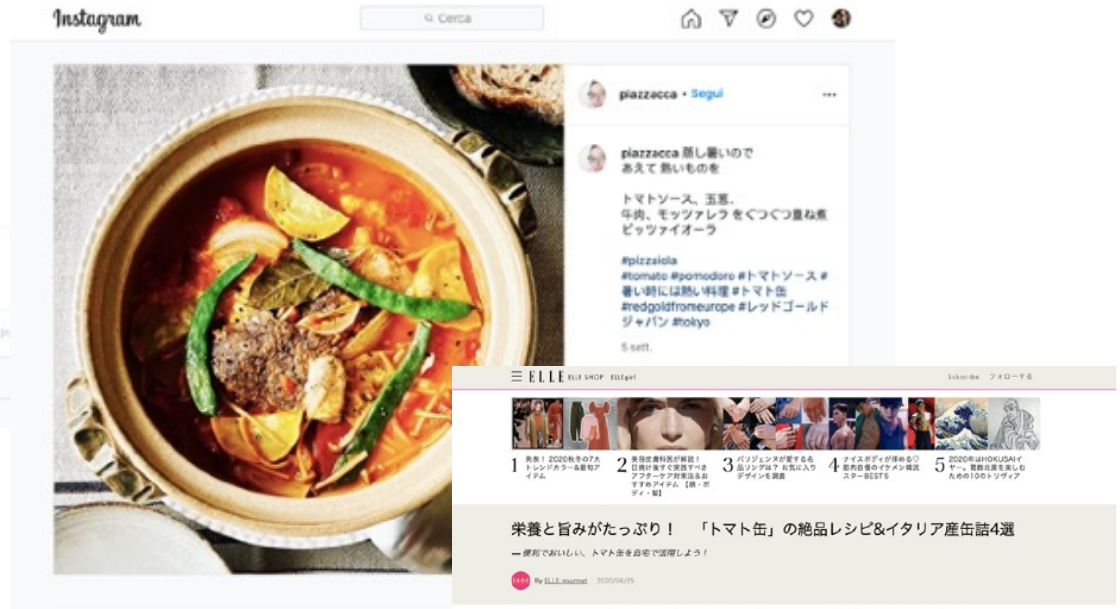 Instagram
Cerca
piazzacca • Segui
piazzacca 蒸し暑いので
あえて 熱いものを
トマトソース、玉葱、
牛肉、モッツァレラ をぐつぐつ重ね煮
ピッツァイオーラ
#pizzaiola
#tomato #pomodoro #トマトソース #
暑い時には熱い料理 #トマト缶
#redgoldfromeurope #レッドゴールド
ジャパン #tokyo
5 sett.
ELLE ELLE SHOP ELLEgirl
Subscribe フォローする
1 発表！ 2020秋冬の7大
トレンドカラー&最旬ア
イテム
2 美容皮膚科医が解説！
日焼け後すぐ実践すべき
アフターケア対策法&お
すすめアイテム 【顔・ボ
ディ・髪】
3 パリジェンヌが愛する名
品リングは？ お気に入り
デザインを調査
4 ナイスボディが拝める♡
筋肉自慢のイケメン韓流
スターBEST5
5 2020年はHOKUSAIイ
ヤー。葛飾北斎を楽しむ
ための10のトリヴィア
栄養と旨みがたっぷり！ 「トマト缶」の絶品レシピ&イタリア産缶詰4選
― 便利でおいしい、トマト缶を自宅で活用しよう！
By ELLE gourmet 2020/08/25